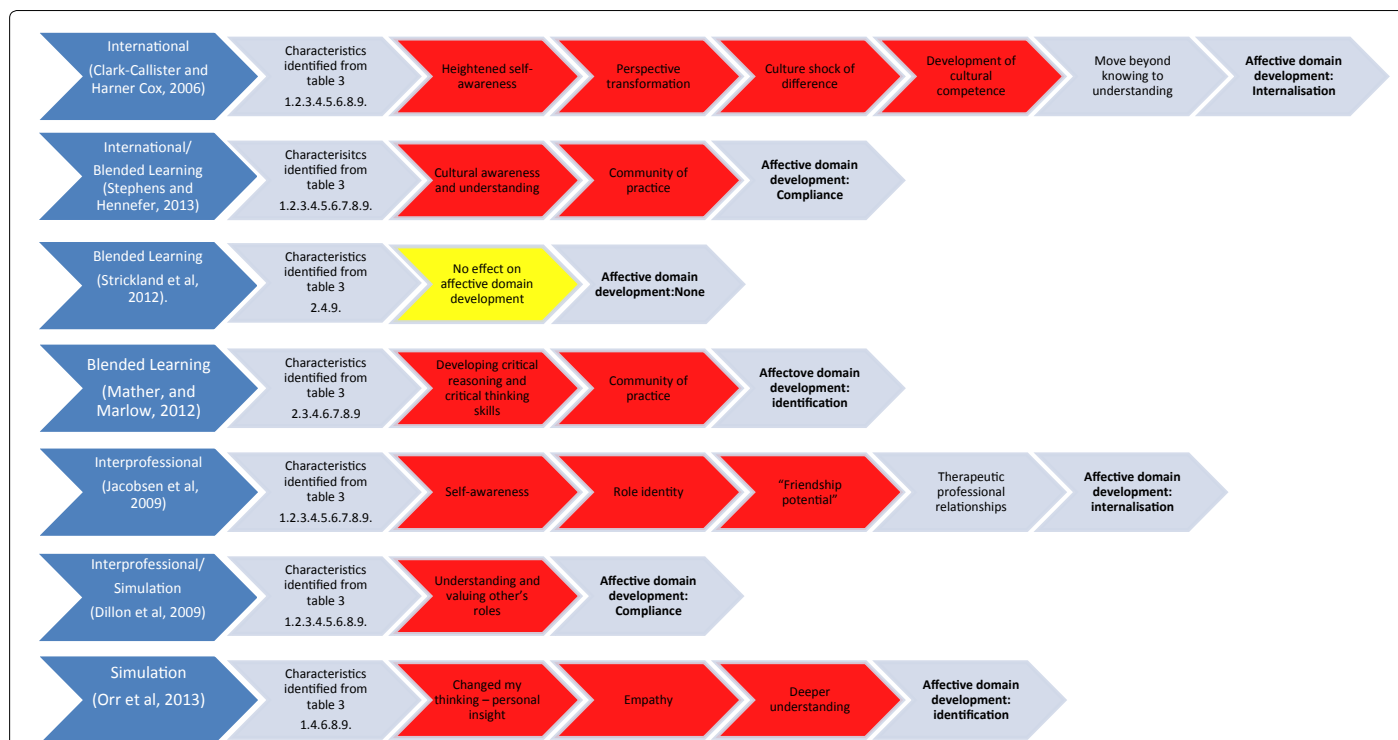 International
(Clark-Callister and
Harner Cox, 2006)
Characteristics
identified from
table 3
1.2.3.4.5.6.8.9.
Heightened self-
awareness
Perspective
transformation
Culture shock of
difference
Development of
cultural
competence
Move beyond
knowing to
understanding
Affective domain
development:
Internalisation
International/
Blended Learning
(Stephens and
Hennefer, 2013)
Characterisitcs
identified from
table 3
1.2.3.4.5.6.7.8.9.
Cultural awareness
and understanding
Community of
practice
Affective domain
development:
Compliance
Blended Learning
(Strickland et al,
2012).
Characteristics
identified from
table 3
2.4.9.
No effect on
affective domain
development
Affective domain
development:None
Blended Learning
(Mather, and
Marlow, 2012)
Characteristics
identified from
table 3
2.3.4.6.7.8.9
Developing critical
reasoning and
critical thinking
skills
Community of
practice
Affectove domain
development:
identification
Interprofessional
(Jacobsen et al,
2009)
Characteristics
identified from
table 3
1.2.3.4.5.6.7.8.9.
Self-awareness
Role identity
"Friendship
potential"
Therapeutic
professional
relationships
Affective domain
development:
internalisation
Interprofessional/
Simulation
(Dillon et al, 2009)
Characteristics
identified from
table 3
1.2.3.4.5.6.8.9.
Understanding and
valuing other's
roles
Affective domain
development:
Compliance
Simulation
(Orr et al, 2013)
Characteristics
identified from
table 3
1.4.6.8.9.
Changed my
thinking – personal
insight
Empathy
Deeper
understanding
Affective domain
development:
identification